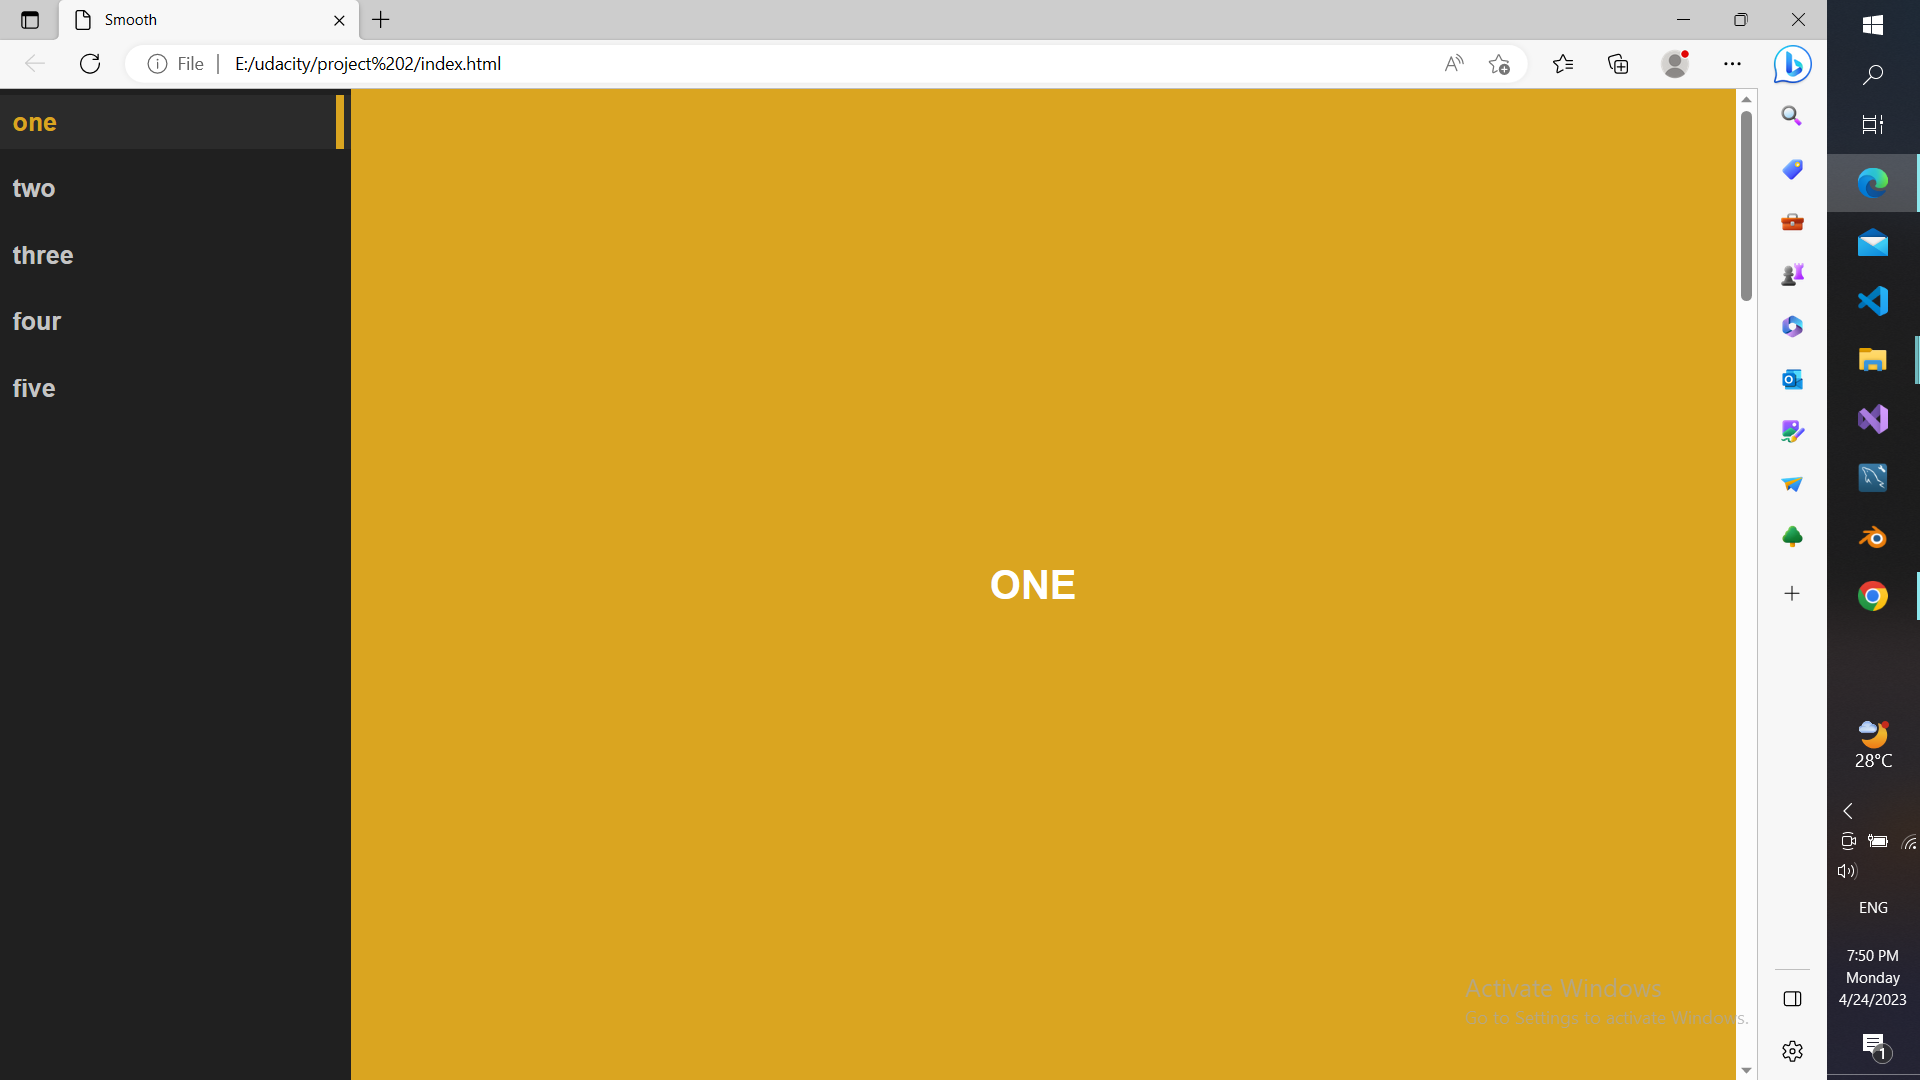 Smooth
File
E:/udacity/project%202/index.html
one
two
three
four
five
ONE
Activate Windows
Go to Settings to activate Windows.
28°C
ENG
7:50 PM
Monday
4/24/2023
1